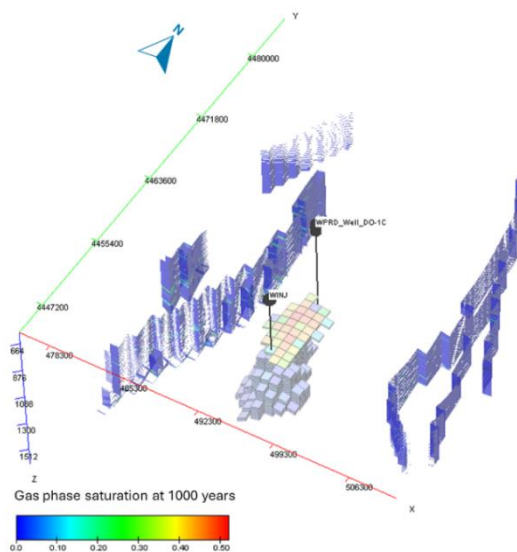 N
Y
4480000
4471800
4463600
WPRD_Well_DO-1C
4455400
WINJ
4447200
664
876
1088
1300
1512
Z
478300
485300
492300
499300
506300
X
Gas phase saturation at 1000 years
0.0 0.10 0.20 0.30 0.40 0.50